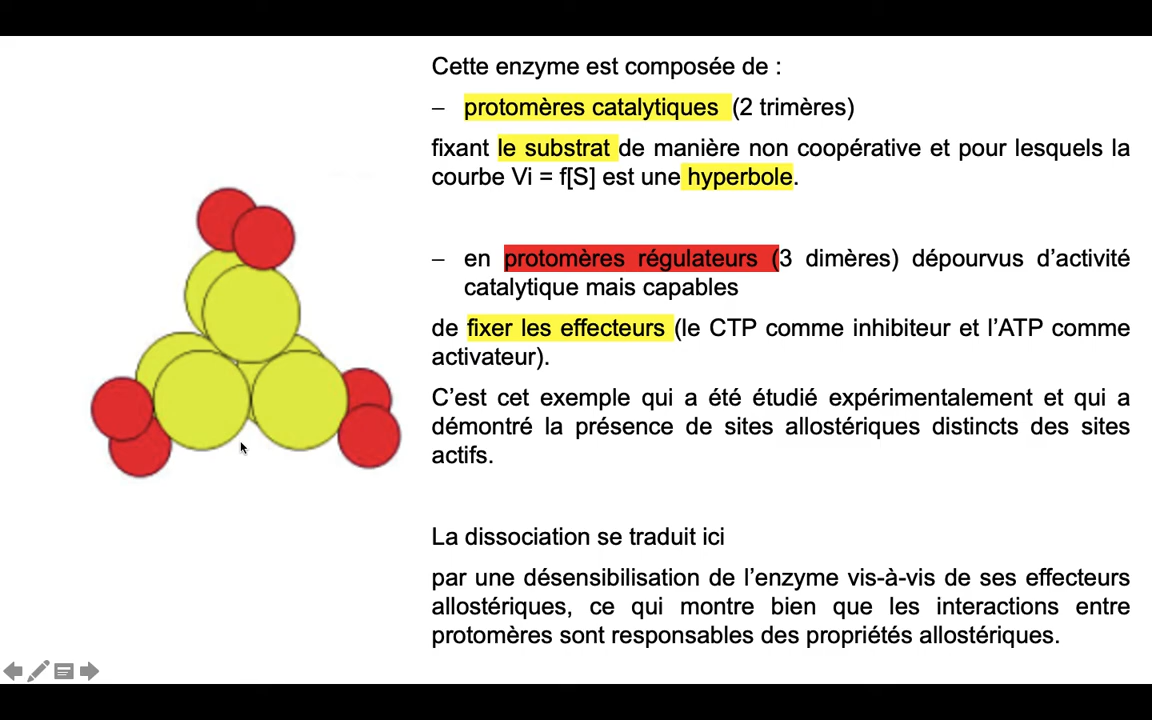 Cette enzyme est composée de :
– protomères catalytiques (2 trimères)
fixant le substrat de manière non coopérative et pour lesquels la
courbe Vi = f[S] est une hyperbole.
– en protomères régulateurs (3 dimères) dépourvus d’activité
catalytique mais capables
de fixer les effecteurs (le CTP comme inhibiteur et l’ATP comme
activateur).
C’est cet exemple qui a été étudié expérimentalement et qui a
démontré la présence de sites allostériques distincts des sites
actifs.
La dissociation se traduit ici
par une désensibilisation de l’enzyme vis-à-vis de ses effecteurs
allostériques, ce qui montre bien que les interactions entre
protomères sont responsables des propriétés allostériques.